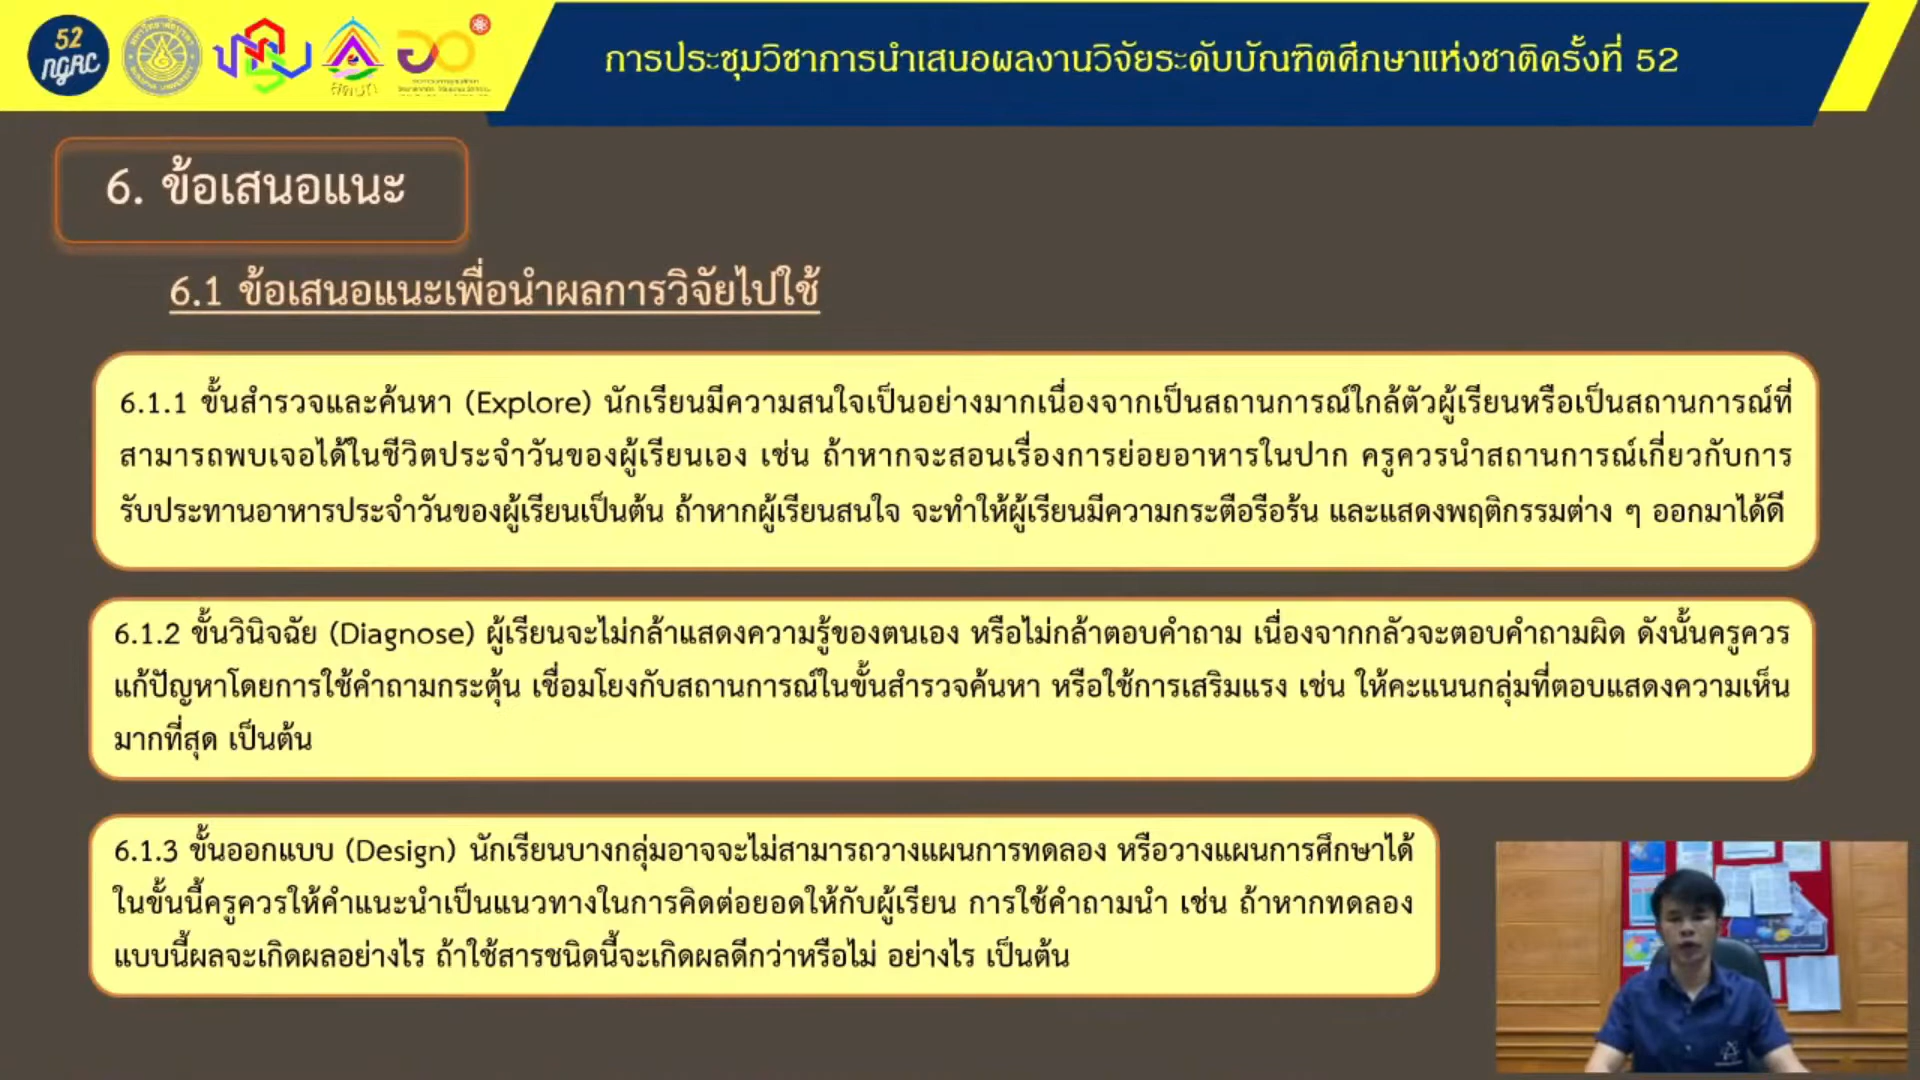 52
ngrc
การประชุมวิชาการนำเสนอผลงานวิจัยระดับบัณฑิตศึกษาแห่งชาติครั้งที่ 52
6. ข้อเสนอแนะ
6.1 ข้อเสนอแนะเพื่อนำผลการวิจัยไปใช้
6.1.1 ขั้นสำรวจและค้นหา (Explore) นักเรียนมีความสนใจเป็นอย่างมากเนื่องจากเป็นสถานการณ์ใกล้ตัวผู้เรียนหรือเป็นสถานการณ์ที่
สามารถพบเจอได้ในชีวิตประจำวันของผู้เรียนเอง เช่น ถ้าหากจะสอนเรื่องการย่อยอาหารในปาก ครูควรนำสถานการณ์เกี่ยวกับการ
รับประทานอาหารประจำวันของผู้เรียนเป็นต้น ถ้าหากผู้เรียนสนใจ จะทำให้ผู้เรียนมีความกระตือรือร้น และแสดงพฤติกรรมต่าง ๆ ออกมาได้ดี
6.1.2 ขั้นวินิจฉัย (Diagnose) ผู้เรียนจะไม่กล้าแสดงความรู้ของตนเอง หรือไม่กล้าตอบคำถาม เนื่องจากกลัวจะตอบคำถามผิด ดังนั้นครูควร
แก้ปัญหาโดยการใช้คำถามกระตุ้น เชื่อมโยงกับสถานการณ์ในขั้นสำรวจค้นหา หรือใช้การเสริมแรง เช่น ให้คะแนนกลุ่มที่ตอบแสดงความเห็น
มากที่สุด เป็นต้น
6.1.3 ขั้นออกแบบ (Design) นักเรียนบางกลุ่มอาจจะไม่สามารถวางแผนการทดลอง หรือวางแผนการศึกษาได้
ในขั้นนี้ครูควรให้คำแนะนำเป็นแนวทางในการคิดต่อยอดให้กับผู้เรียน การใช้คำถามนำ เช่น ถ้าหากทดลอง
แบบนี้ผลจะเกิดผลอย่างไร ถ้าใช้สารชนิดนี้จะเกิดผลดีกว่าหรือไม่ อย่างไร เป็นต้น